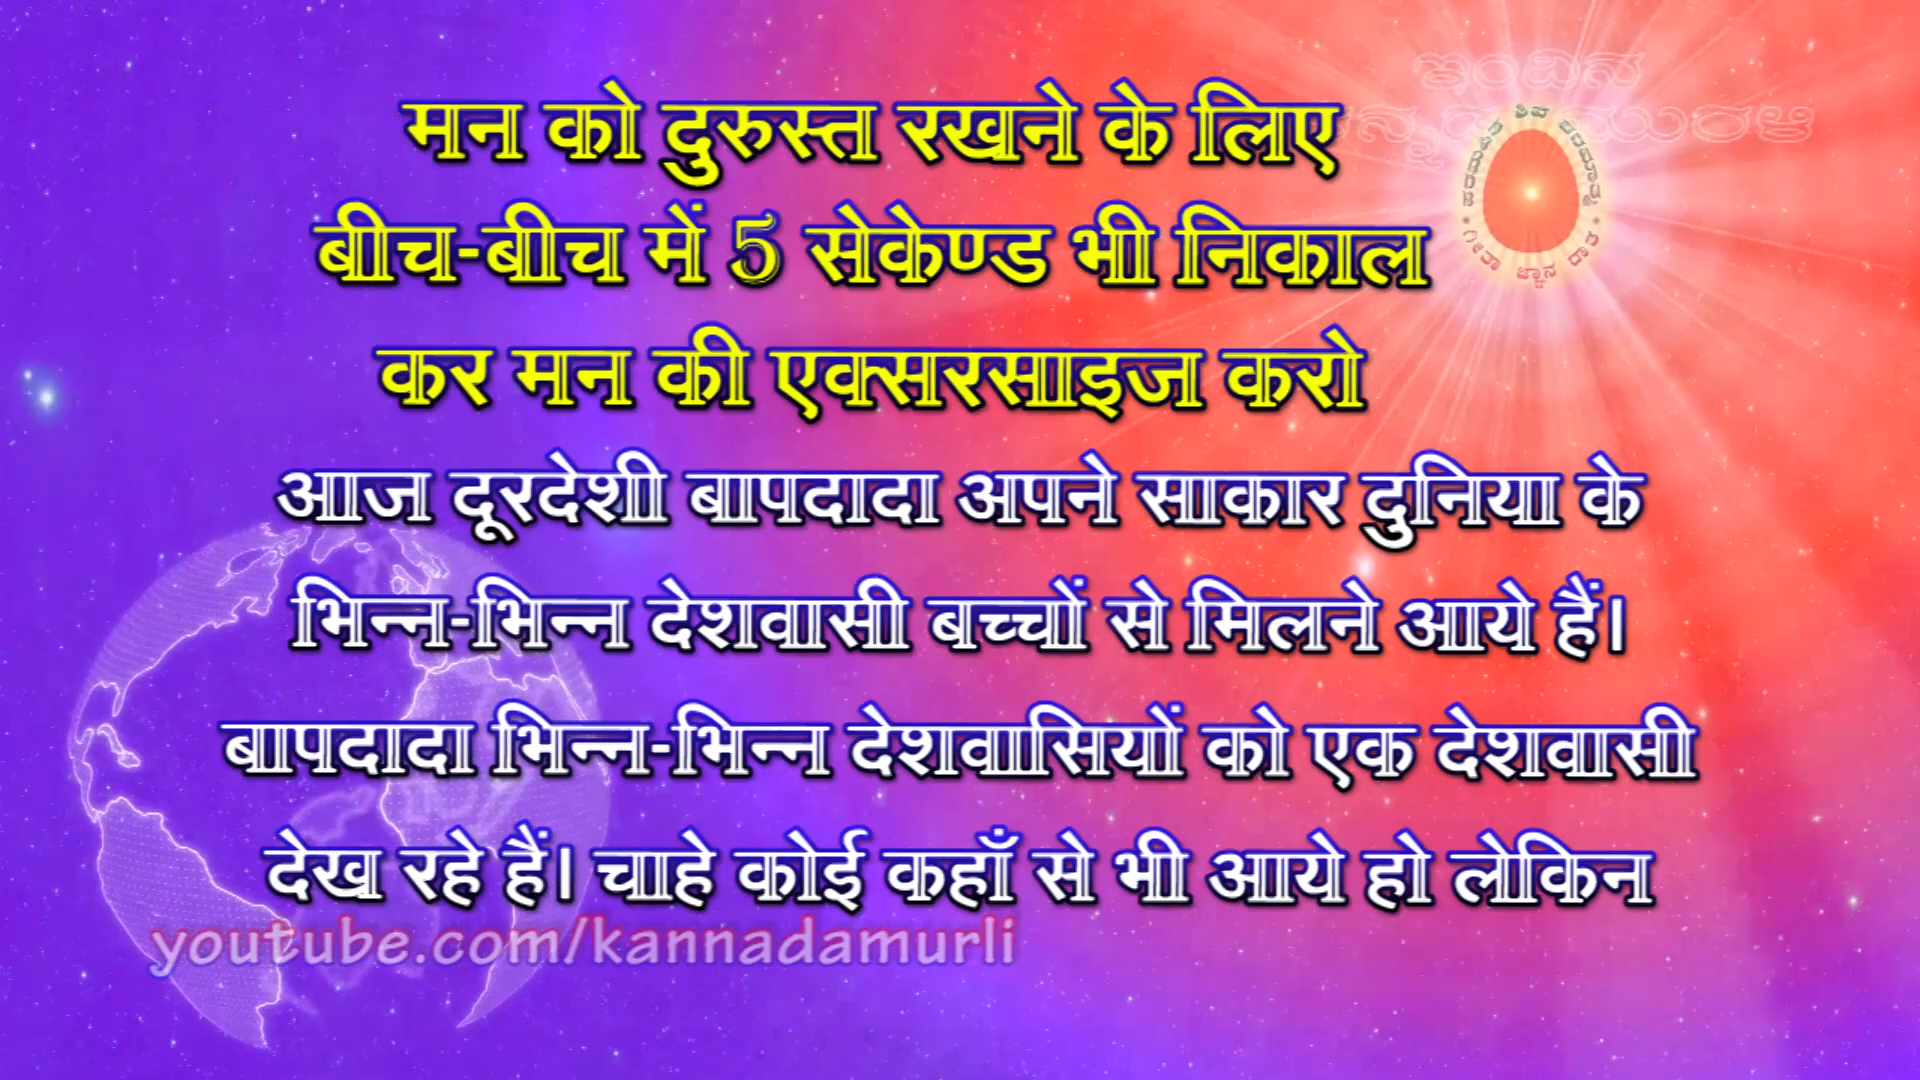 ಇಂದಿನ
मन को दुरुस्त रखने के लिए
बीच-बीच में 5 सेकेण्ड भी निकाल
कर मन की एक्सरसाइज करो
आज दूरदेशी बापदादा अपने साकार दुनिया के
भिन्न-भिन्न देशवासी बच्चों से मिलने आये हैं।
बापदादा भिन्न-भिन्न देशवासियों को एक देशवासी
देख रहे हैं। चाहे कोई कहाँ से भी आये हो लेकिन
youtube.com/kannadamurli